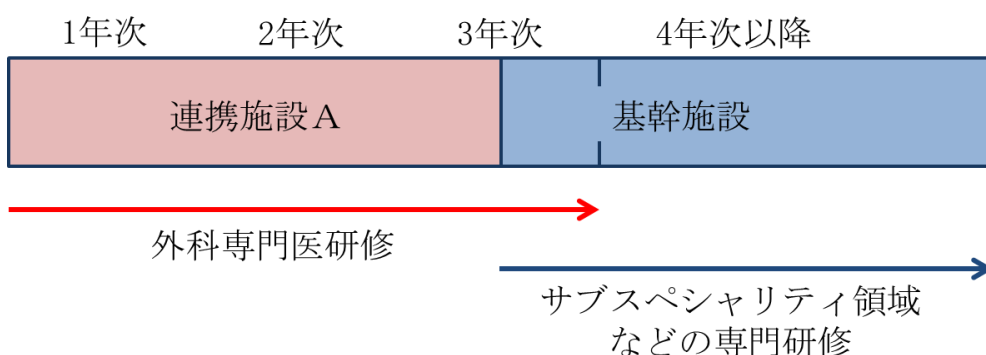 1年次 2年次 3年次 4年次以降
連携施設A 基幹施設
外科専門医研修
サブスペシャリティ領域
などの専門研修